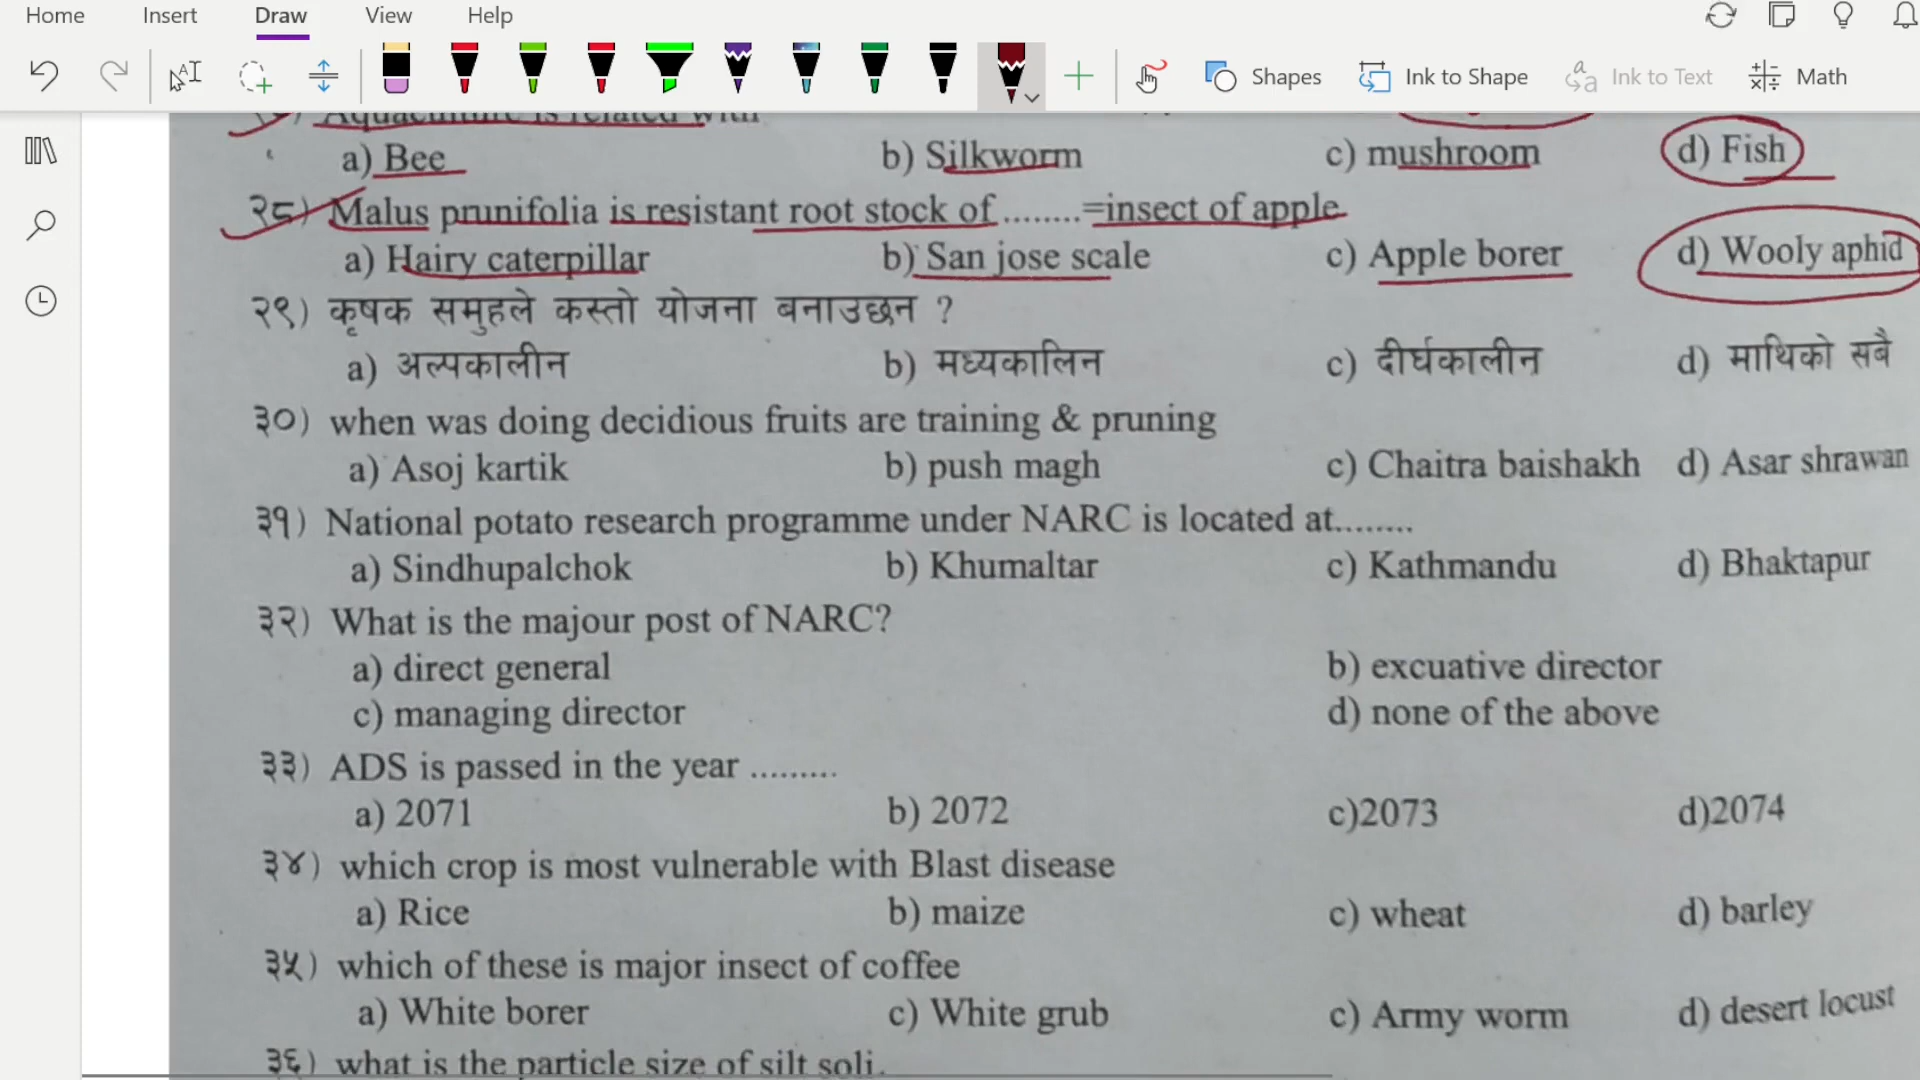 Home Insert Draw View Help
Shapes Ink to Shape Ink to Text Math
Aquaculture is related with
a) Bee b) Silkworm c) mushroom d) Fish
२८) Malus prunifolia is resistant root stock of ........=insect of apple
a) Hairy caterpillar b) San jose scale c) Apple borer d) Wooly aphid
२९) कृषक समुहले कस्तो योजना बनाउछन ?
a) अल्पकालीन b) मध्यकालिन c) दीर्घकालीन d) माथिको सबै
३०) when was doing decidious fruits are training & pruning
a) Asoj kartik b) push magh c) Chaitra baishakh d) Asar shrawan
३१) National potato research programme under NARC is located at........
a) Sindhupalchok b) Khumaltar c) Kathmandu d) Bhaktapur
३२) What is the majour post of NARC?
a) direct general b) excuative director
c) managing director d) none of the above
३३) ADS is passed in the year .........
a) 2071 b) 2072 c)2073 d)2074
३४) which crop is most vulnerable with Blast disease
a) Rice b) maize c) wheat d) barley
३५) which of these is major insect of coffee
a) White borer c) White grub c) Army worm d) desert locust
३६) what is the particle size of silt soli.